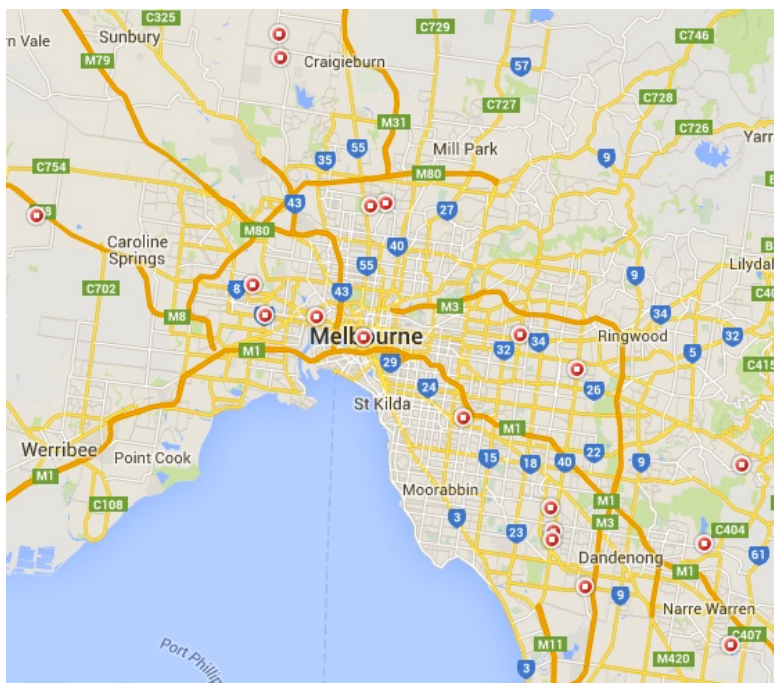 C325
C729
rn Vale
Sunbury
C746
M79
Craigieburn
57
C727
C728
M31
C726
Yarr
Mill Park
55
35
9
C754
M80
43
27
Caroline
Springs
M80
40
55
Lilydal
9
C702
8
43
M3
34
M8
Melbourne
32
34
Ringwood
32
M1
29
5
C415
24
26
St Kilda
M1
Werribee
Point Cook
22
15
18
40
9
M1
Moorabbin
M1
C108
3
M3
23
C404
Dandenong
61
M1
9
Narre Warren
C407
M11
Port Phillip
3
M420